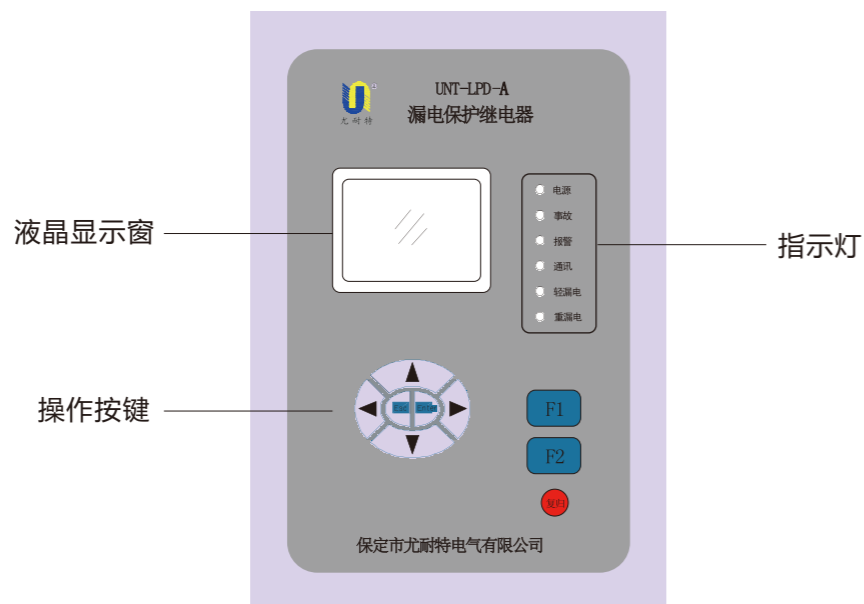 UNT-LPD-A
漏电保护继电器
尤耐特
电源
事故
报警
通讯
轻漏电
重漏电
液晶显示窗
指示灯
操作按键
F1
F2
复归
保定市尤耐特电气有限公司